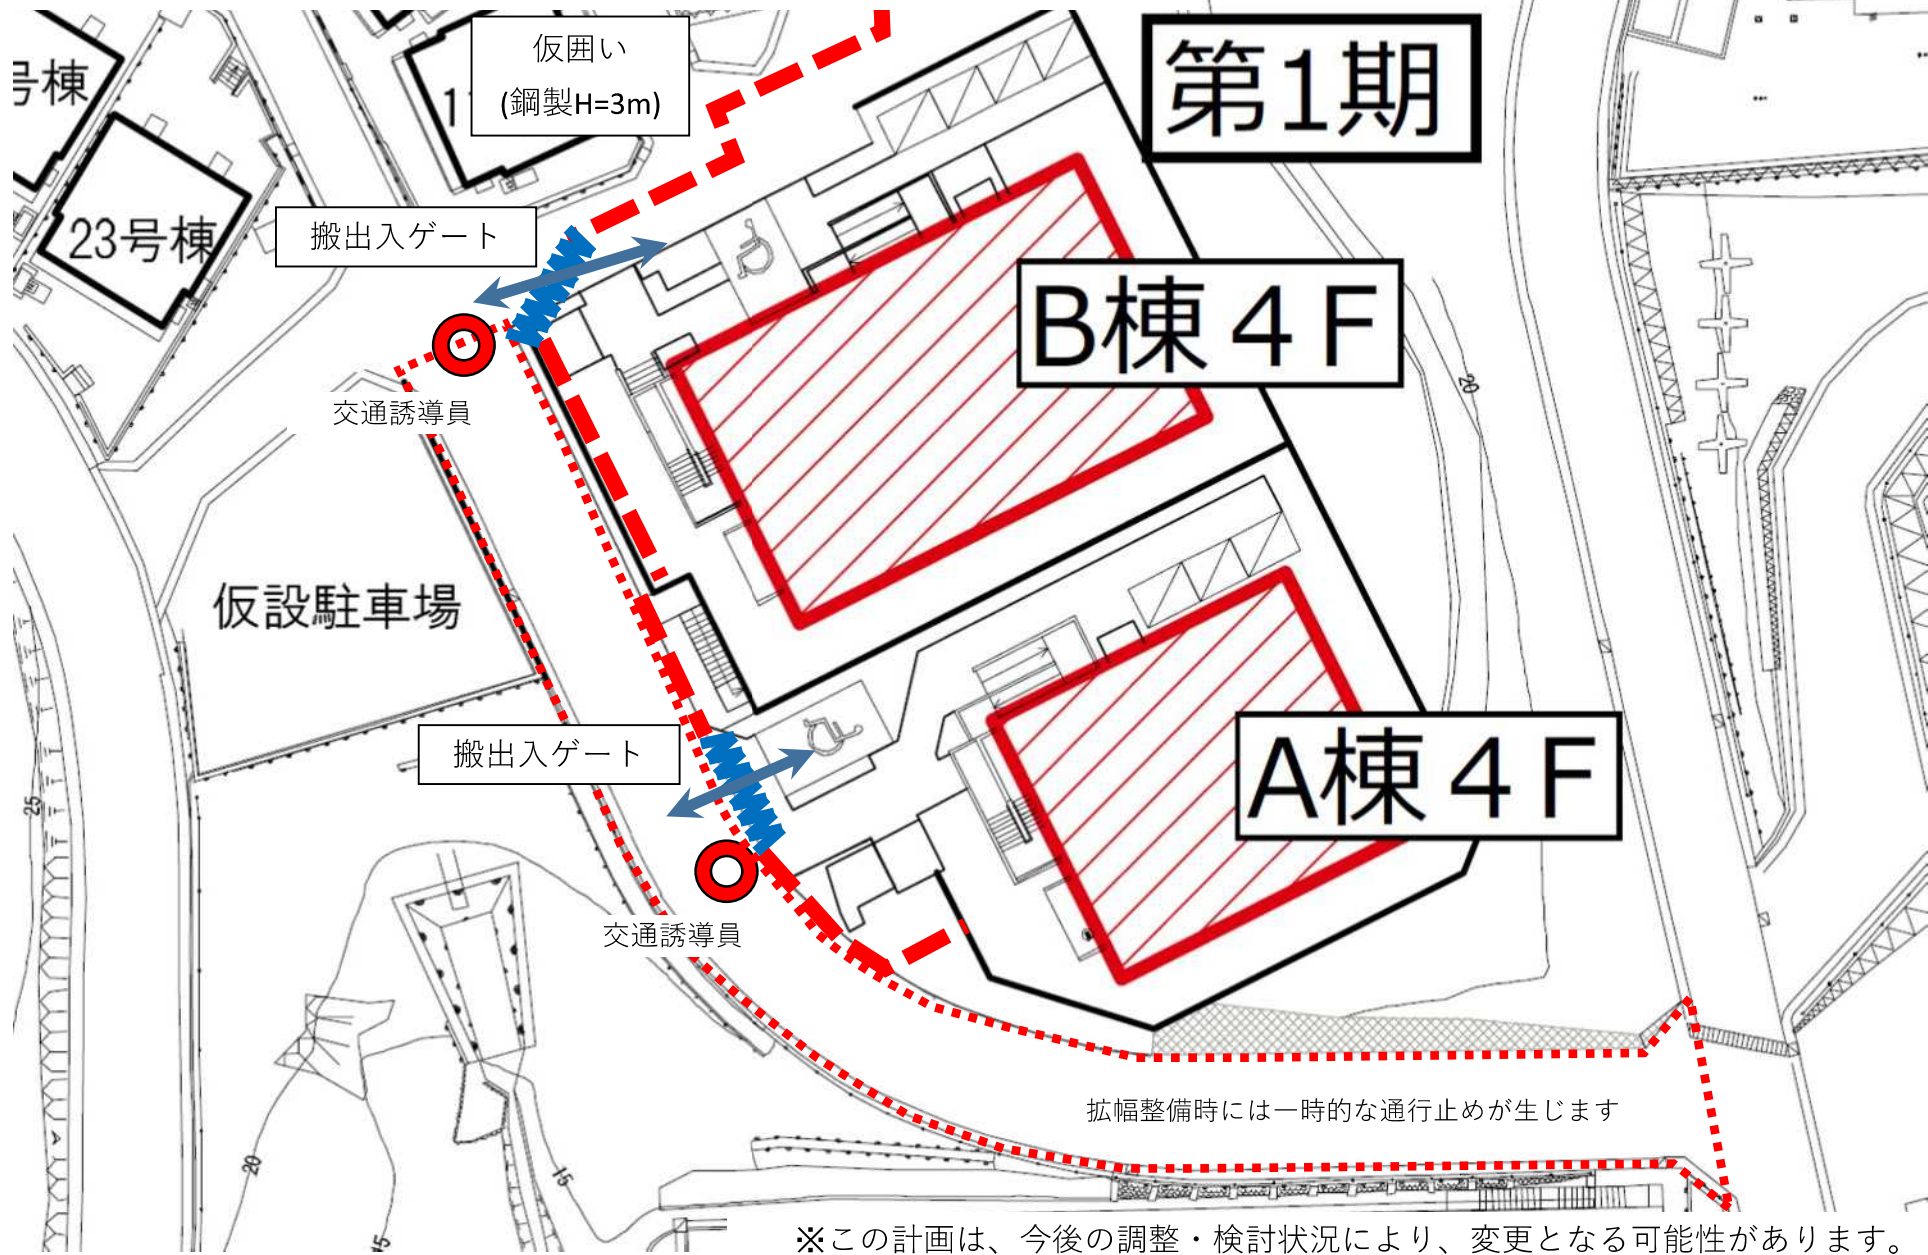 仮囲い
(鋼製H=3m)
第1期
号棟
23号棟
搬出入ゲート
B棟４F
交通誘導員
20
仮設駐車場
搬出入ゲート
A棟４F
25
交通誘導員
拡幅整備時には一時的な通行止めが生じます
20
15
15
※この計画は、今後の調整・検討状況により、変更となる可能性があります。